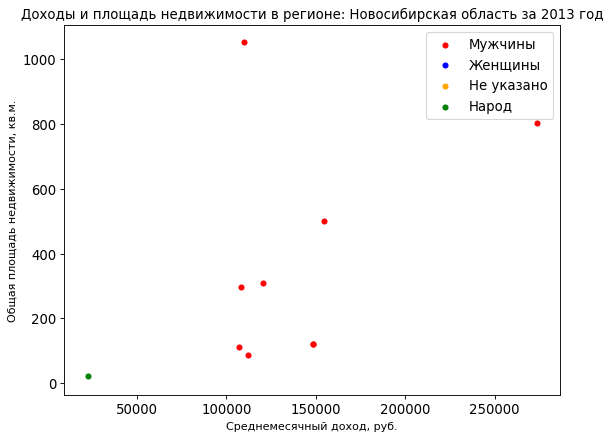 Доходы и площадь недвижимости в регионе: Новосибирская область за 2013 год
Мужчины
Женщины
Не указано
Народ
Общая площадь недвижимости, кв.м.
1000
800
600
400
200
0
50000 100000 150000 200000 250000
Среднемесячный доход, руб.